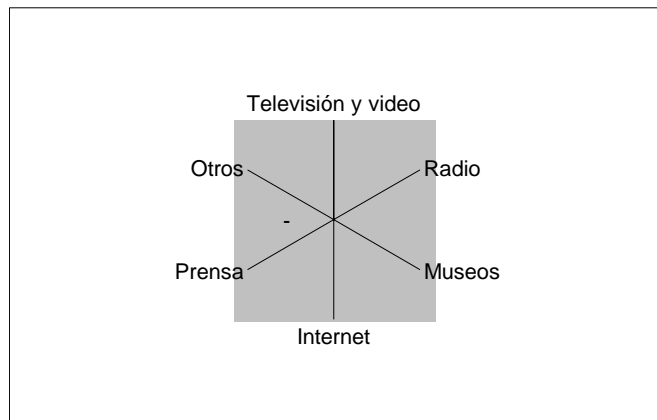 Televisión y video
Otros
Radio
-
Prensa
Museos
Internet